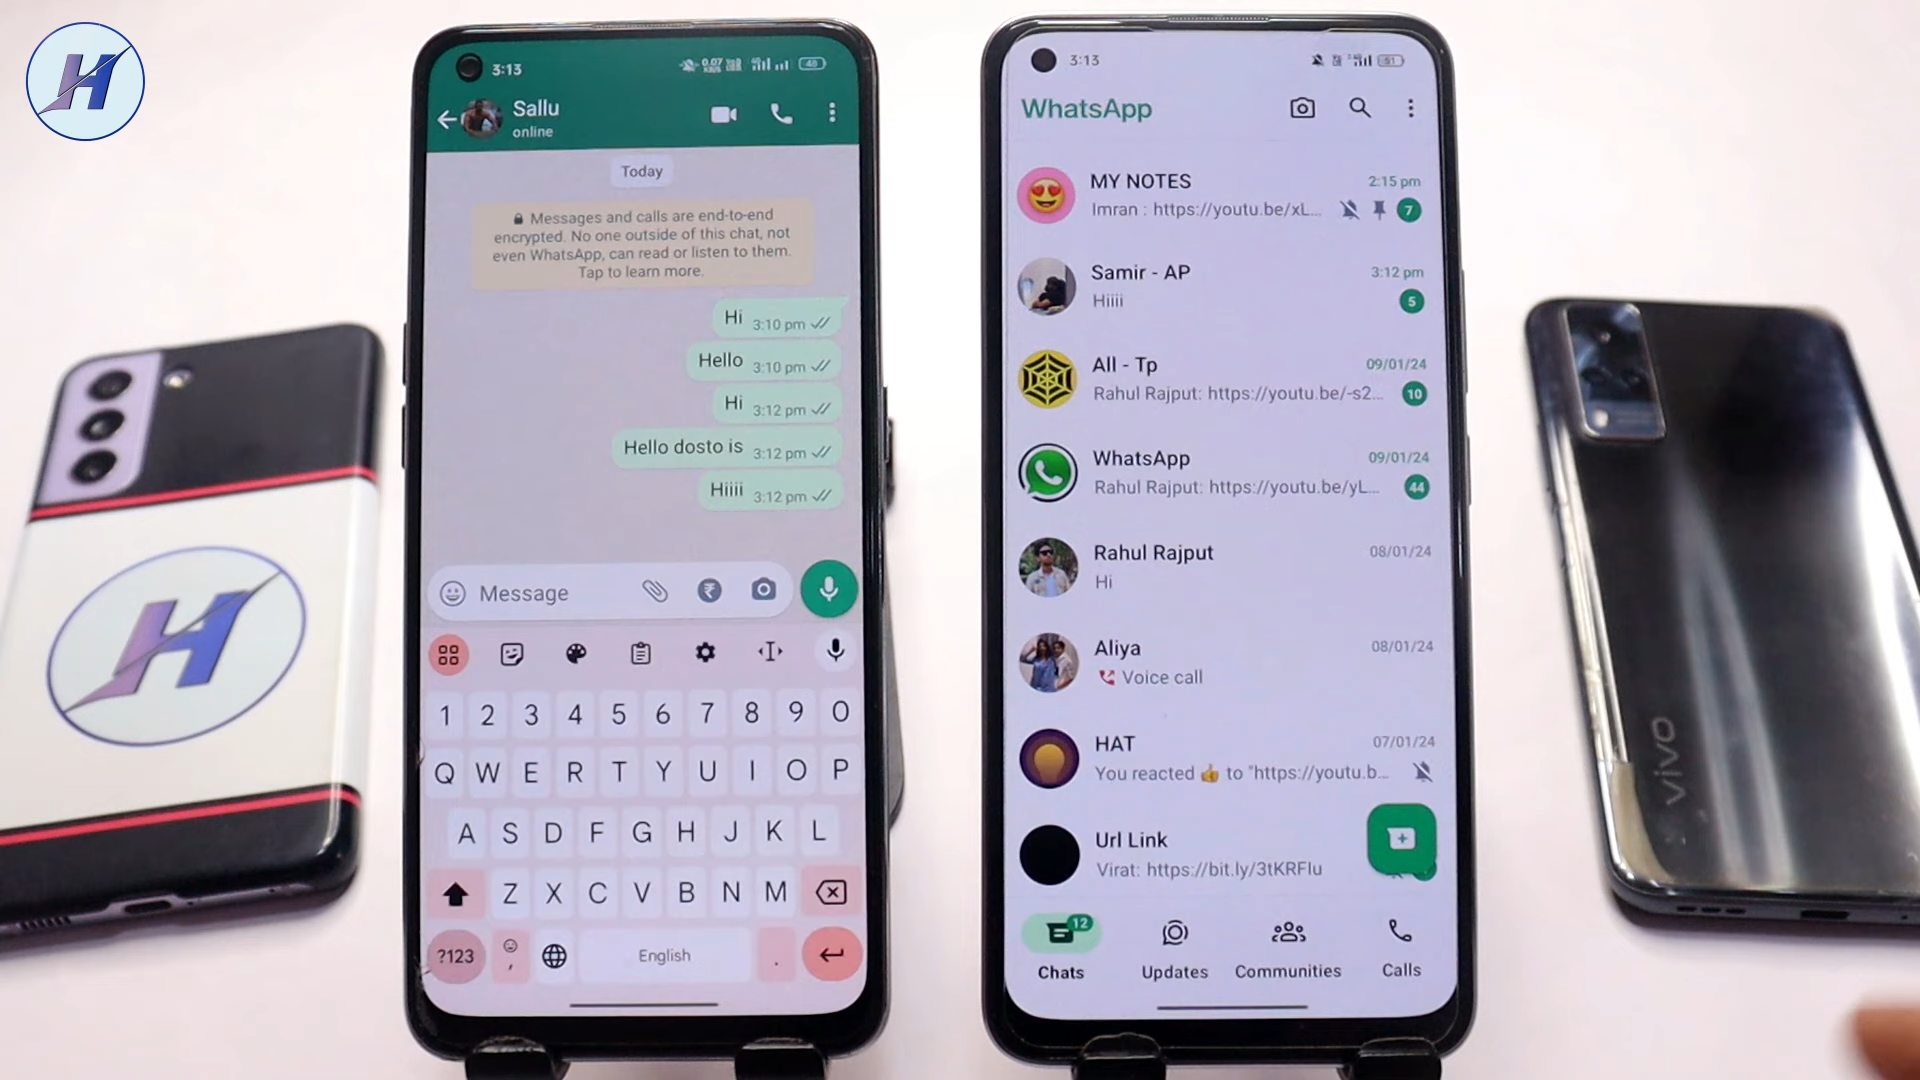 H
3:13
0.07
KB/S
48
Sallu
online
Today
Messages and calls are end-to-end
encrypted. No one outside of this chat, not
even WhatsApp, can read or listen to them.
Tap to learn more.
Hi 3:10 pm
Hello 3:10 pm
Hi 3:12 pm
Hello dosto is 3:12 pm
Hiiii 3:12 pm
Message
₹
1 2 3 4 5 6 7 8 9 0
Q W E R T Y U I O P
A S D F G H J K L
Z X C V B N M
?123 , English .
3:13
51
WhatsApp
MY NOTES 2:15 pm
Imran : https://youtu.be/xL... 7
Samir - AP 3:12 pm
Hiiii 5
All - Tp 09/01/24
Rahul Rajput: https://youtu.be/-s2... 10
WhatsApp 09/01/24
Rahul Rajput: https://youtu.be/yL... 44
Rahul Rajput 08/01/24
Hi
Aliya 08/01/24
Voice call
HAT 07/01/24
You reacted 👍 to "https://youtu.b...
Url Link
Virat: https://bit.ly/3tKRFlu
12
Chats Updates Communities Calls
H
vivo